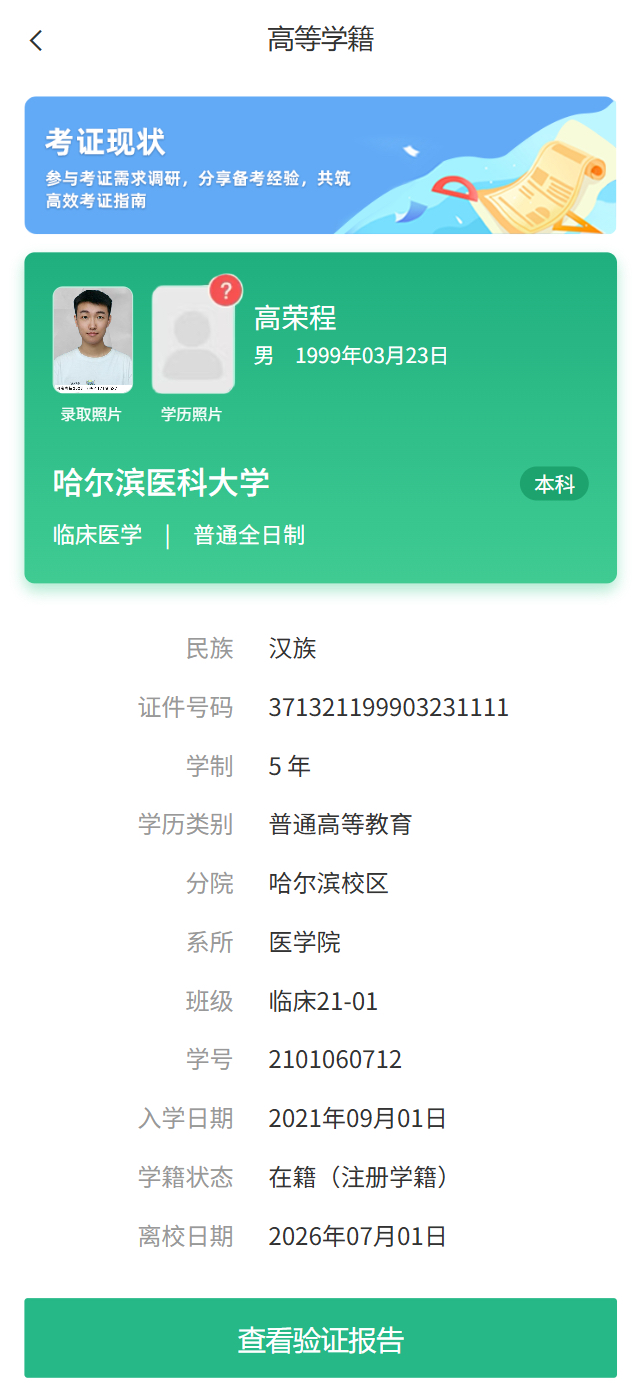 高等学籍
考证现状
参与考证需求调研，分享备考经验，共筑
高效考证指南
?
高荣程
男 1999年03月23日
录取照片 学历照片
哈尔滨医科大学 本科
临床医学 | 普通全日制
民族 汉族
证件号码 371321199903231111
学制 5 年
学历类别 普通高等教育
分院 哈尔滨校区
系所 医学院
班级 临床21-01
学号 2101060712
入学日期 2021年09月01日
学籍状态 在籍（注册学籍）
离校日期 2026年07月01日
查看验证报告